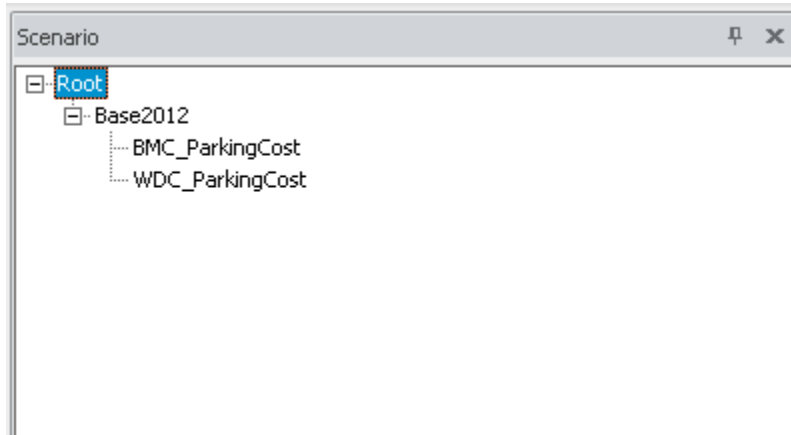 Scenario
Root
Base2012
BMC_ParkingCost
WDC_ParkingCost